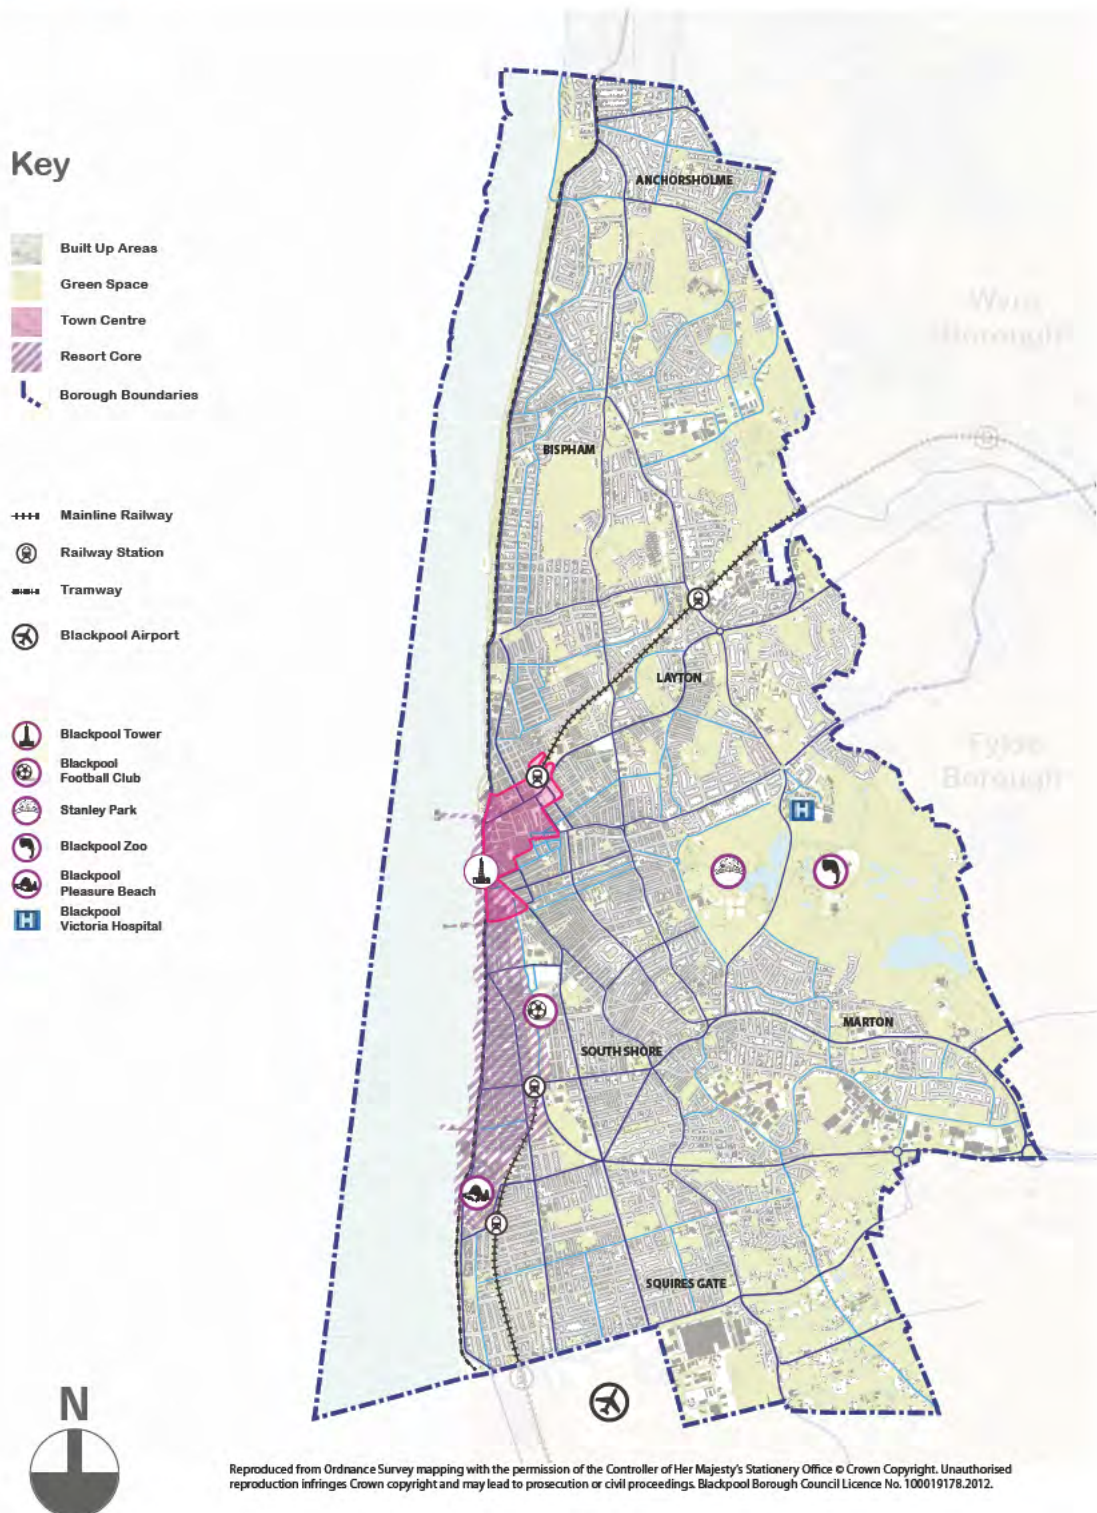 Key
Built Up Areas
Green Space
Town Centre
Resort Core
Borough Boundaries
Mainline Railway
Railway Station
Tramway
Blackpool Airport
Blackpool Tower
Blackpool
Football Club
Stanley Park
Blackpool Zoo
Blackpool
Pleasure Beach
H
Blackpool
Victoria Hospital
N
ANCHORSHOLME
Wyre
Borough
BISPHAM
LAYTON
Fylde
Borough
H
MARTON
SOUTH SHORE
SQUIRES GATE
Reproduced from Ordnance Survey mapping with the permission of the Controller of Her Majesty's Stationery Office © Crown Copyright. Unauthorised
reproduction infringes Crown copyright and may lead to prosecution or civil proceedings. Blackpool Borough Council Licence No. 100019178.2012.